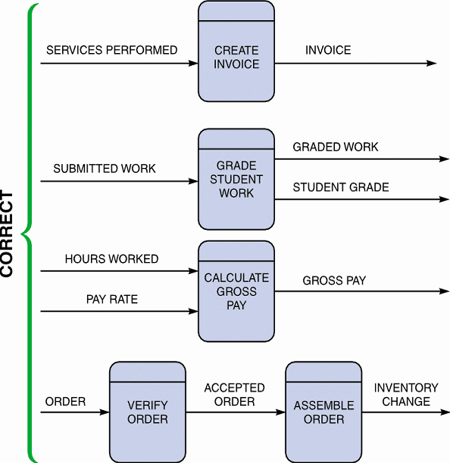 CORRECT
SERVICES PERFORMED
CREATE
INVOICE
INVOICE
SUBMITTED WORK
GRADE
STUDENT
WORK
GRADED WORK
STUDENT GRADE
HOURS WORKED
PAY RATE
CALCULATE
GROSS
PAY
GROSS PAY
ORDER
VERIFY
ORDER
ACCEPTED
ORDER
ASSEMBLE
ORDER
INVENTORY
CHANGE